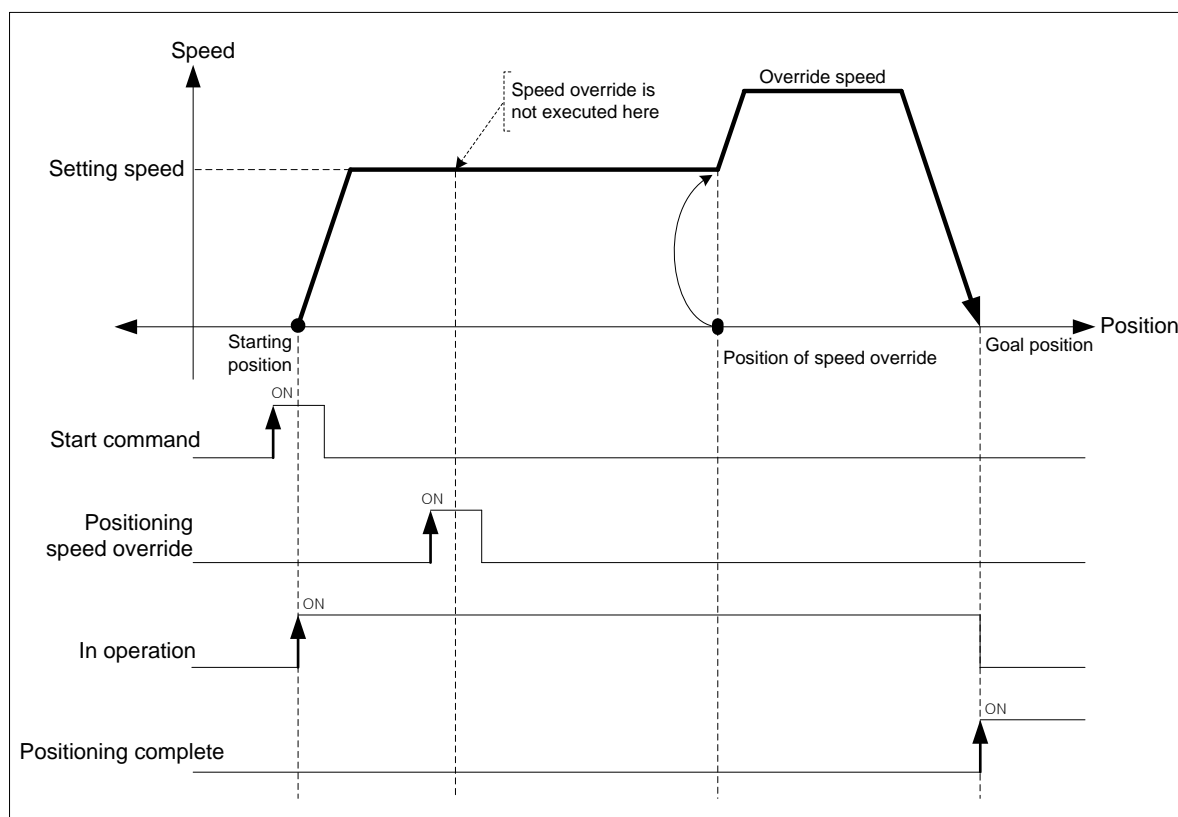 Speed
Override speed
Speed override is
not executed here
Setting speed
Position
Starting
position
Position of speed override
Goal position
ON
Start command
ON
Positioning
speed override
ON
In operation
ON
Positioning complete